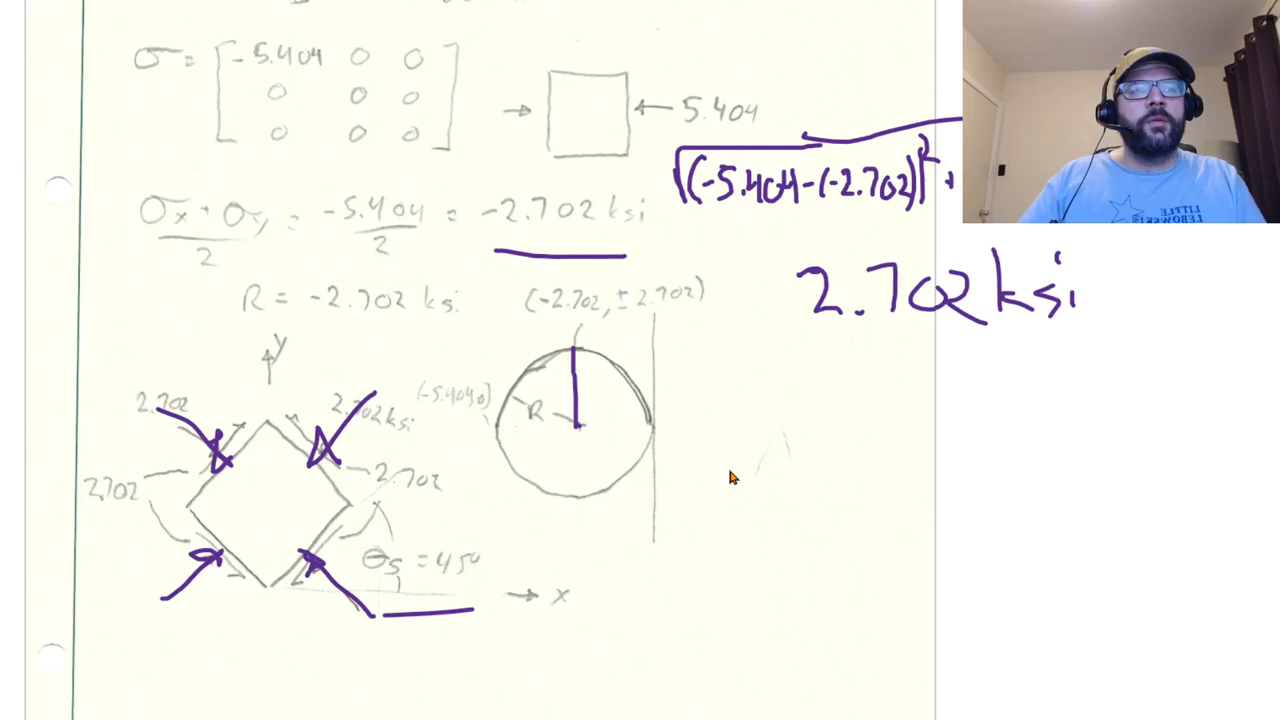 σ = [ -5.404 0 0
0 0 0
0 0 0 ]
→ ← 5.404
√(-5.404-(-2.702))² +
σx + σy / 2 = -5.404 / 2 = -2.702 ksi
2.702 ksi
R = -2.702 ksi
(-2.702, ±2.702)
y
2.702
2.702 ksi
(-5.404,0)
R
2.702
2.702
θs = 45°
→ x
LITTLE
LEBOWSKI